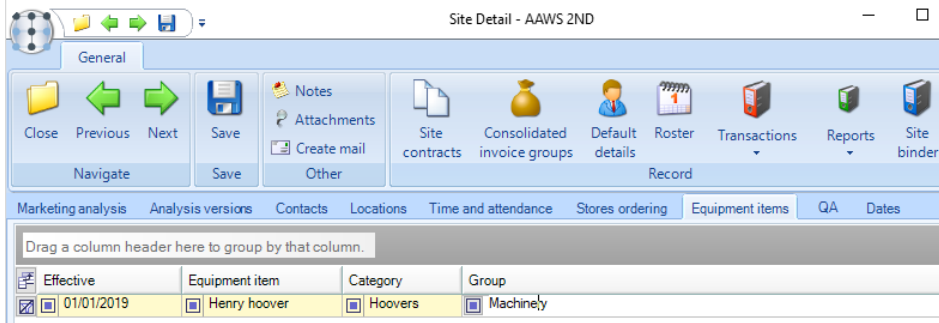 Site Detail - AAWS 2ND
General
Close
Previous
Next
Navigate
Save
Save
Notes
Attachments
Create mail
Other
Site contracts
Consolidated invoice groups
Default details
Roster
Transactions
Reports
Site binder
Record
Marketing analysis Analysis versions Contacts Locations Time and attendance Stores ordering Equipment items QA Dates
Drag a column header here to group by that column.
Effective Equipment item Category Group
01/01/2019 Henry hoover Hoovers Machinery